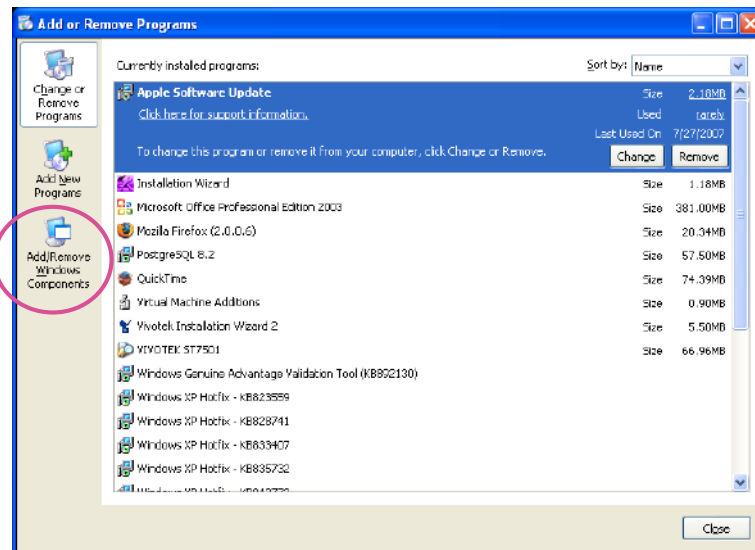 Add or Remove Programs
Change or
Remove
Programs
Add New
Programs
Add/Remove
Windows
Components
Currently installed programs:
Sort by: Name
Apple Software Update Size 2.18MB
Click here for support information. Used rarely
Last Used On 7/27/2007
To change this program or remove it from your computer, click Change or Remove. Change Remove
Installation Wizard Size 1.18MB
Microsoft Office Professional Edition 2003 Size 381.00MB
Mozilla Firefox (2.0.0.6) Size 20.34MB
PostgreSQL 8.2 Size 57.50MB
QuickTime Size 74.39MB
Virtual Machine Additions Size 0.90MB
Vivotek Installation Wizard 2 Size 5.50MB
VIVOTEK ST7501 Size 66.96MB
Windows Genuine Advantage Validation Tool (KB892130)
Windows XP Hotfix - KB823559
Windows XP Hotfix - KB828741
Windows XP Hotfix - KB833407
Windows XP Hotfix - KB835732
Close